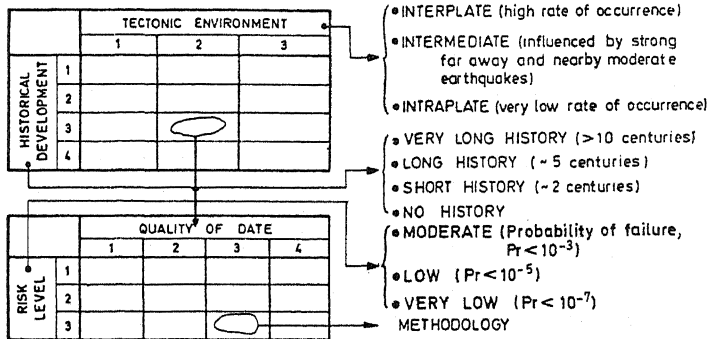 TECTONIC ENVIRONMENT
1 2 3
HISTORICAL
DEVELOPMENT
1
2
3
4
• INTERPLATE (high rate of occurrence)
• INTERMEDIATE (influenced by strong
far away and nearby moderate
earthquakes)
• INTRAPLATE (very low rate of occurrence)
• VERY LONG HISTORY (>10 centuries)
• LONG HISTORY (~5 centuries)
• SHORT HISTORY (~2 centuries)
• NO HISTORY
QUALITY OF DATE
1 2 3 4
RISK
LEVEL
1
2
3
• MODERATE (Probability of failure,
Pr<10⁻³)
• LOW (Pr<10⁻⁵)
• VERY LOW (Pr<10⁻⁷)
METHODOLOGY